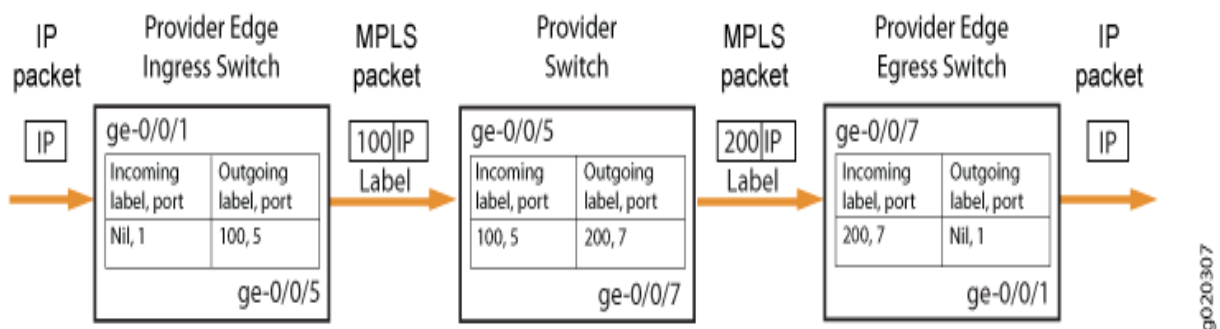 IP
packet
Provider Edge
Ingress Switch
MPLS
packet
Provider
Switch
MPLS
packet
Provider Edge
Egress Switch
IP
packet
IP
ge-0/0/1
Incoming
label, port
Outgoing
label, port
Nil, 1
100, 5
ge-0/0/5
100 IP
Label
ge-0/0/5
Incoming
label, port
Outgoing
label, port
100, 5
200, 7
ge-0/0/7
200 IP
Label
ge-0/0/7
Incoming
label, port
Outgoing
label, port
200, 7
Nil, 1
ge-0/0/1
IP
g020307